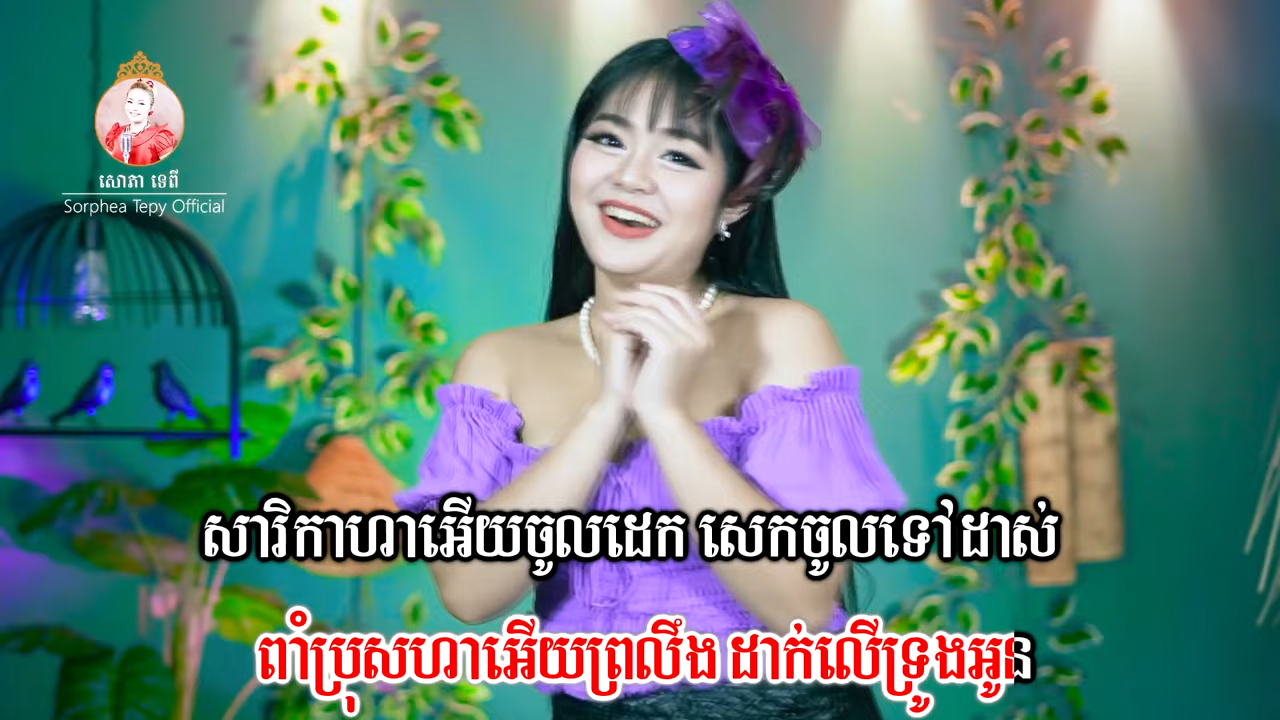 សោភា ទេពី
Sorphea Tepy Official
សារិកាហាអើយចូលដេក សេកចូលទៅដាស់
ពាំប្រុសហាអើយព្រលឹង ដាក់លើទ្រូងអូន